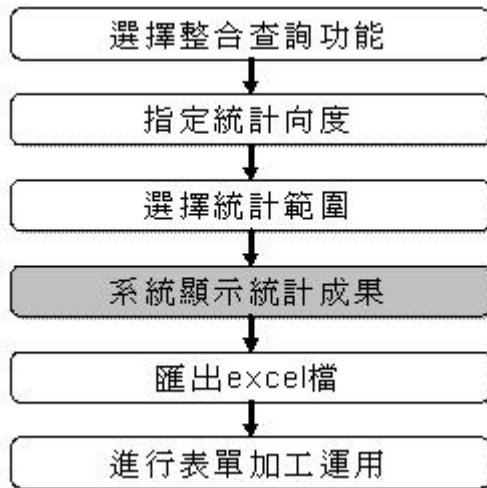 選擇整合查詢功能
指定統計向度
選擇統計範圍
系統顯示統計成果
匯出excel檔
進行表單加工運用